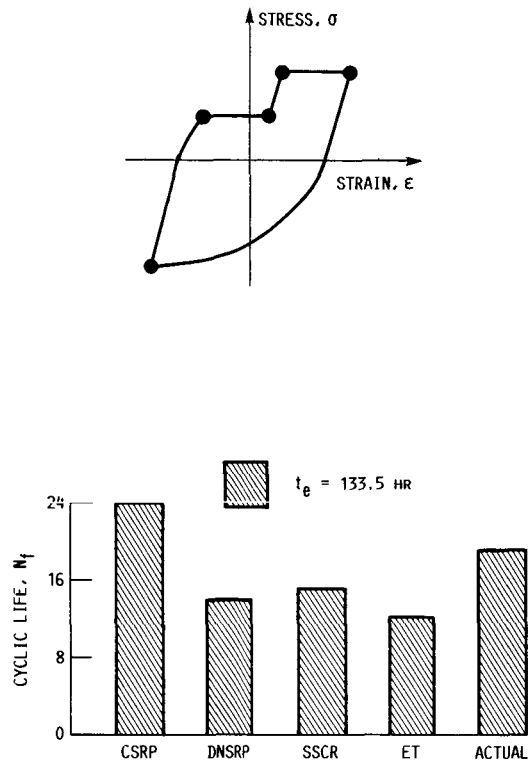 STRESS, σ
STRAIN, ε
t_e = 133.5 HR
CYCLIC LIFE, N_f
24
16
8
0
CSRP DNSRP SSCR ET ACTUAL